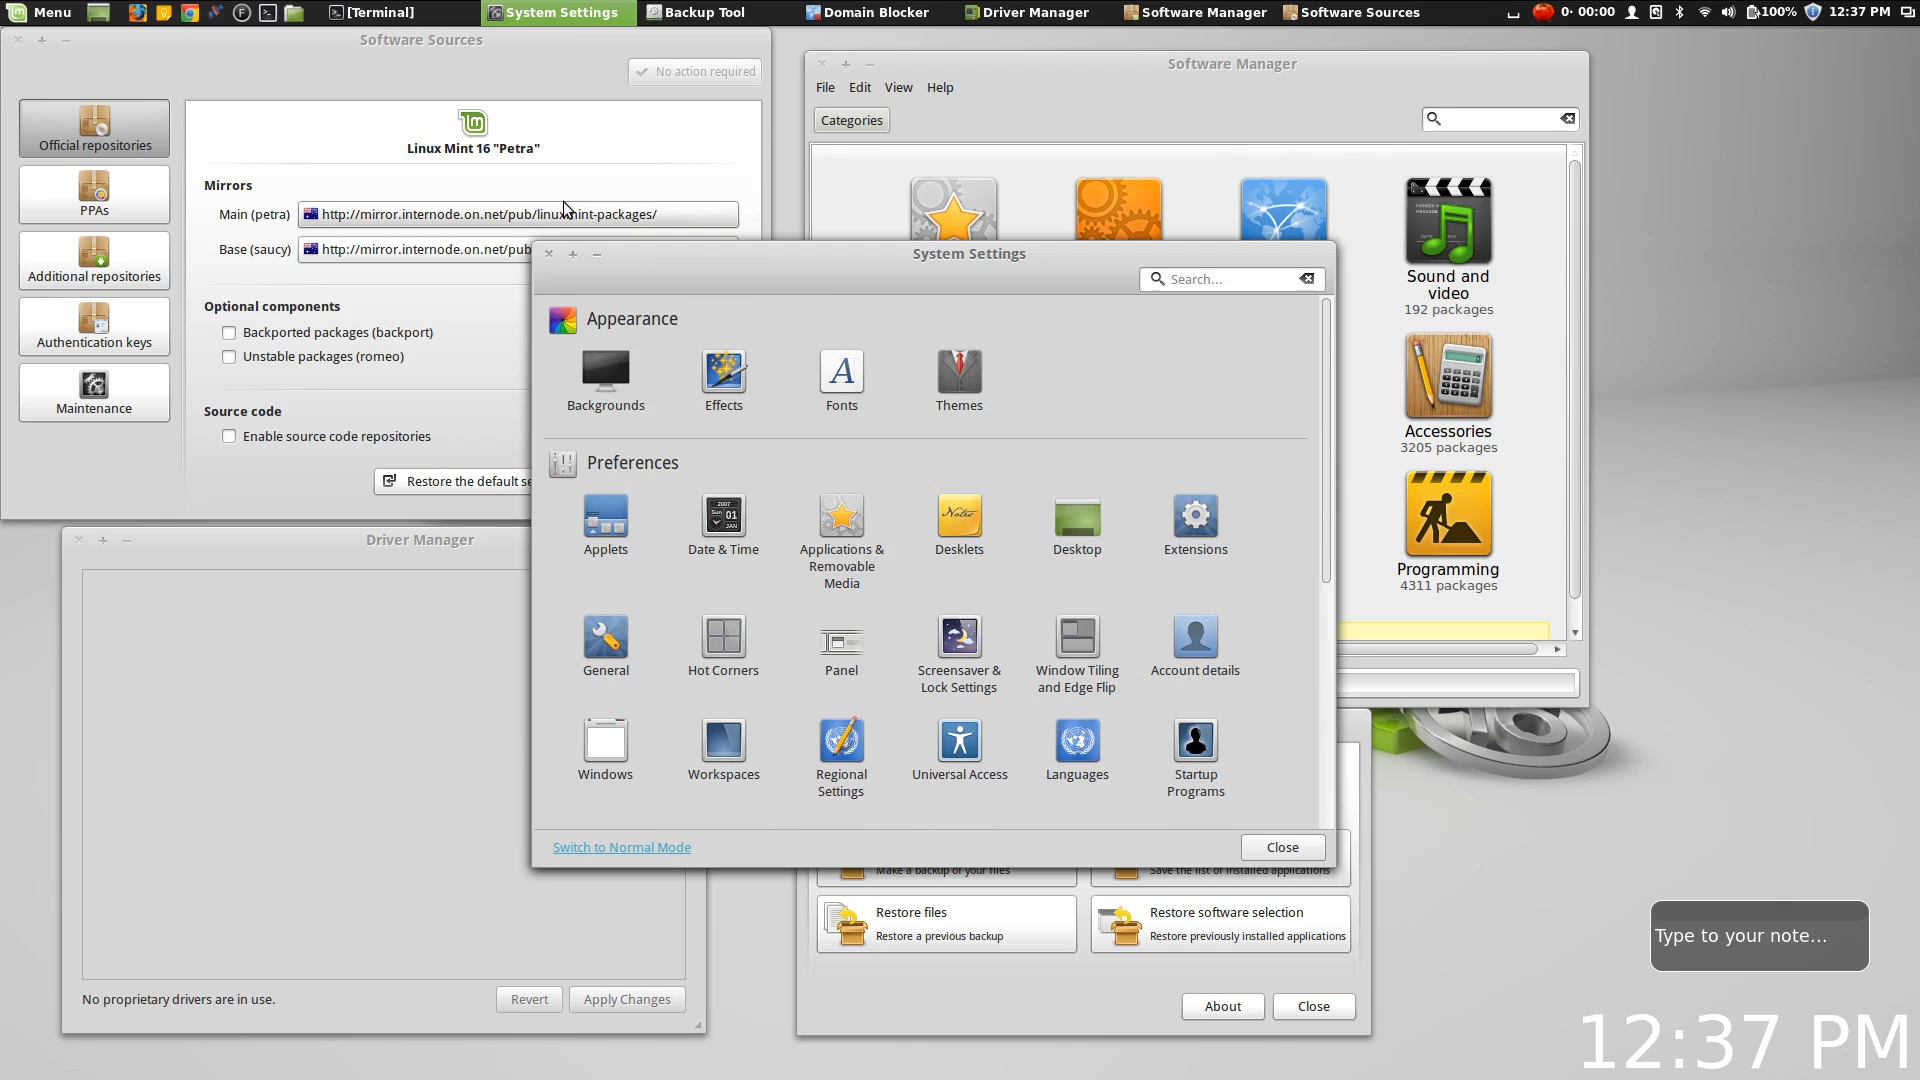 Menu
[Terminal]
System Settings
Backup Tool
Domain Blocker
Driver Manager
Software Manager
Software Sources
0· 00:00
100%
12:37 PM
Software Sources
No action required
Official repositories
PPAs
Additional repositories
Authentication keys
Maintenance
Linux Mint 16 "Petra"
Mirrors
Main (petra)
http://mirror.internode.on.net/pub/linuxmint-packages/
Base (saucy)
http://mirror.internode.on.net/pub
Optional components
Backported packages (backport)
Unstable packages (romeo)
Source code
Enable source code repositories
Restore the default se
Software Manager
File Edit View Help
Categories
Sound and
video
192 packages
Accessories
3205 packages
Programming
4311 packages
System Settings
Search...
Appearance
Backgrounds
Effects
Fonts
Themes
Preferences
Applets
Date & Time
Applications &
Removable
Media
Desklets
Desktop
Extensions
General
Hot Corners
Panel
Screensaver &
Lock Settings
Window Tiling
and Edge Flip
Account details
Windows
Workspaces
Regional
Settings
Universal Access
Languages
Startup
Programs
Switch to Normal Mode
Close
Driver Manager
No proprietary drivers are in use.
Revert
Apply Changes
Make a backup of your files
Save the list of installed applications
Restore files
Restore a previous backup
Restore software selection
Restore previously installed applications
About
Close
Type to your note...
12:37 PM